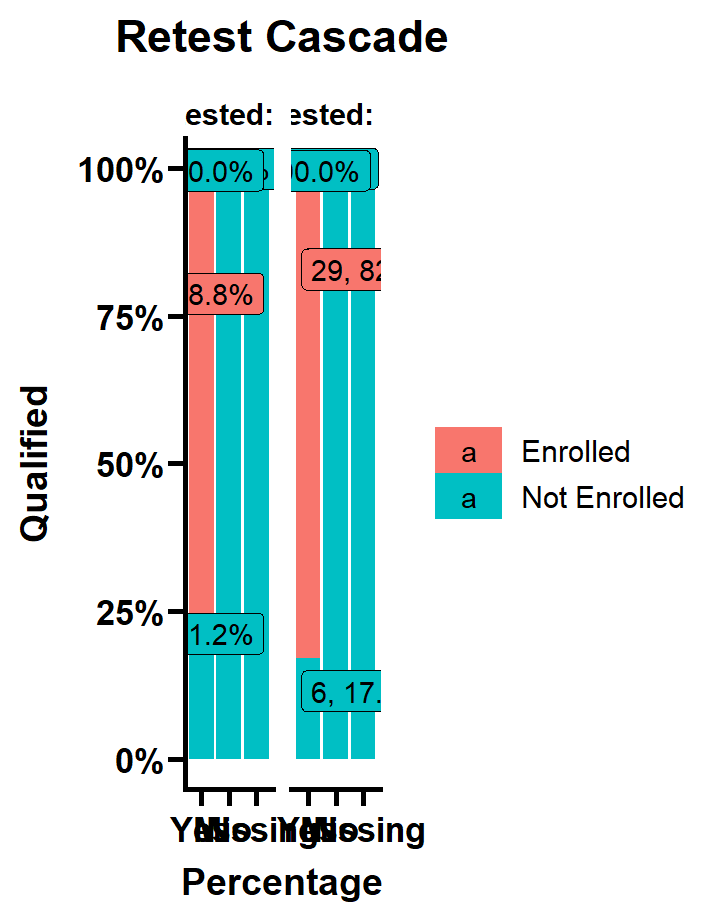 Retest Cascade
ested: ested:
100%
0.0% 00.0%
29, 82
8.8%
75%
Qualified
50%
a Enrolled
a Not Enrolled
25%
1.2%
6, 17.
0%
Percentage